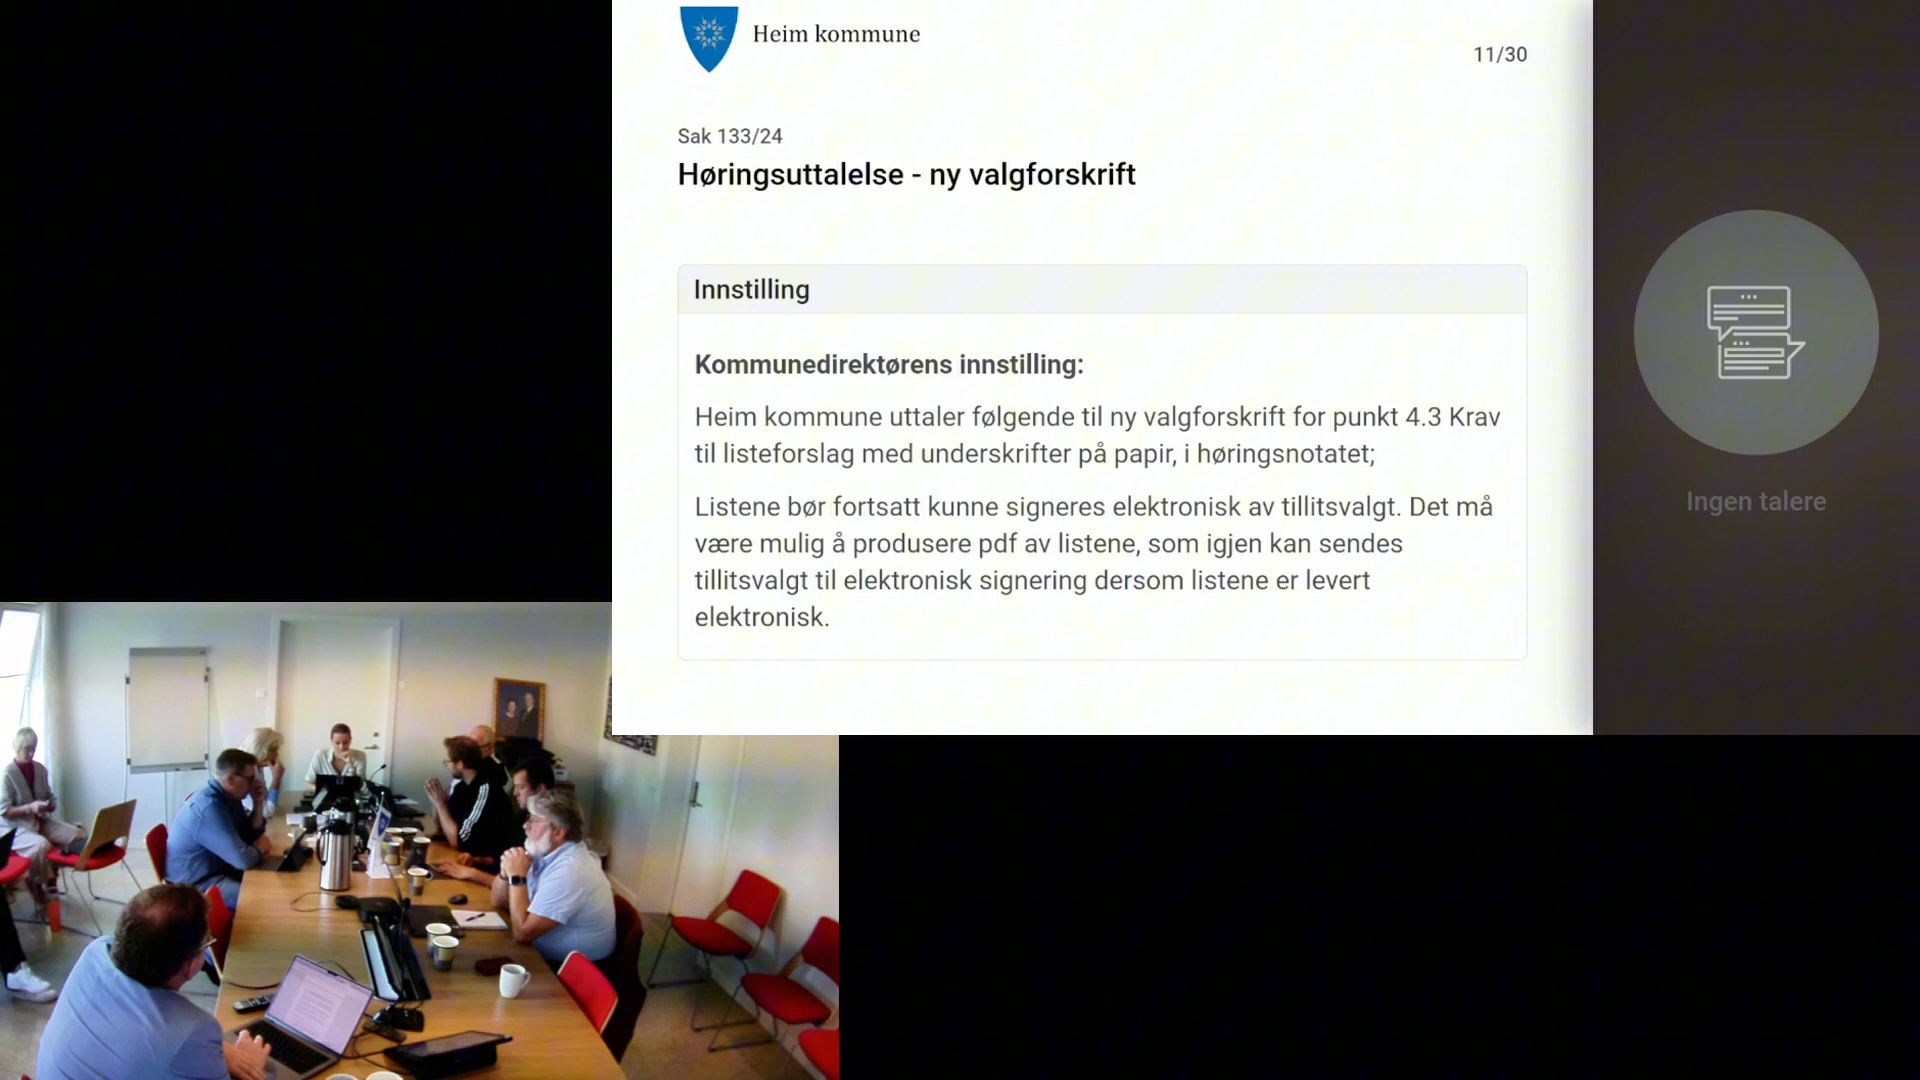 Heim kommune
11/30
Sak 133/24
Høringsuttalelse - ny valgforskrift
Innstilling
Kommunedirektørens innstilling:
Heim kommune uttaler følgende til ny valgforskrift for punkt 4.3 Krav
til listeforslag med underskrifter på papir, i høringsnotatet;
Listene bør fortsatt kunne signeres elektronisk av tillitsvalgt. Det må
være mulig å produsere pdf av listene, som igjen kan sendes
tillitsvalgt til elektronisk signering dersom listene er levert
elektronisk.
Ingen talere